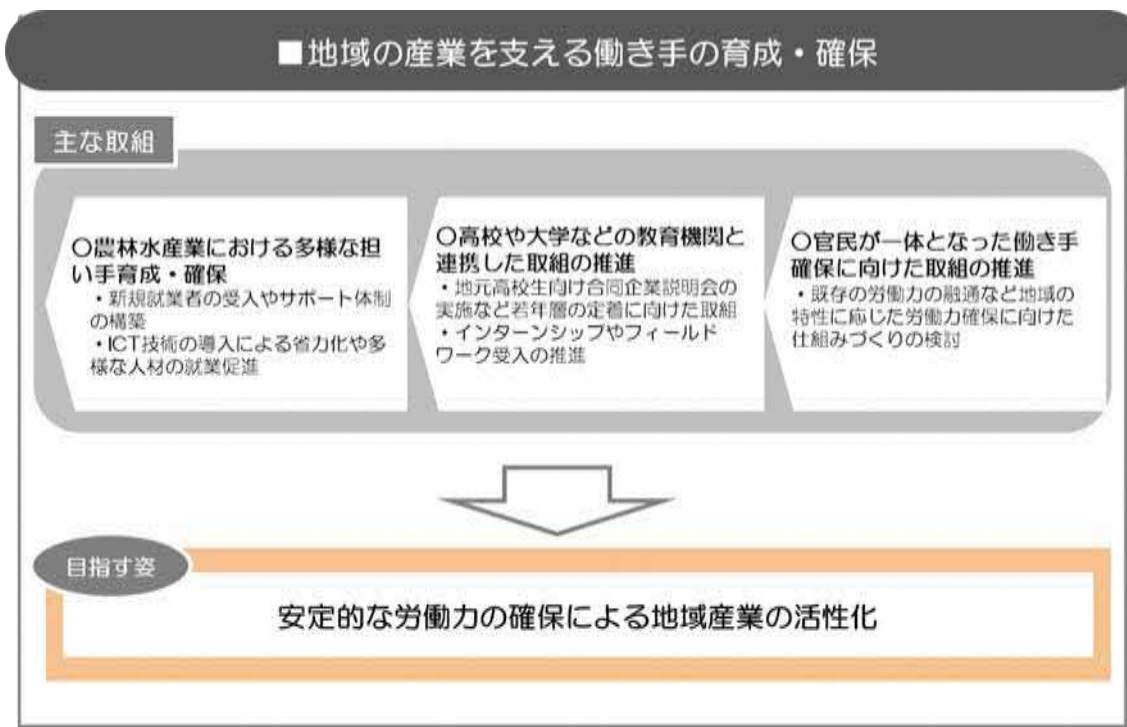 ■地域の産業を支える働き手の育成・確保
主な取組
○農林水産業における多様な担
い手育成・確保
・新規就業者の受入やサポート体制
の構築
・ICT技術の導入による省力化や多
様な人材の就業促進
○高校や大学などの教育機関と
連携した取組の推進
・地元高校生向け合同企業説明会の
実施など若年層の定着に向けた取組
・インターンシップやフィールド
ワーク受入の推進
○官民が一体となった働き手
確保に向けた取組の推進
・既存の労働力の融通など地域の
特性に応じた労働力確保に向けた
仕組みづくりの検討
目指す姿
安定的な労働力の確保による地域産業の活性化